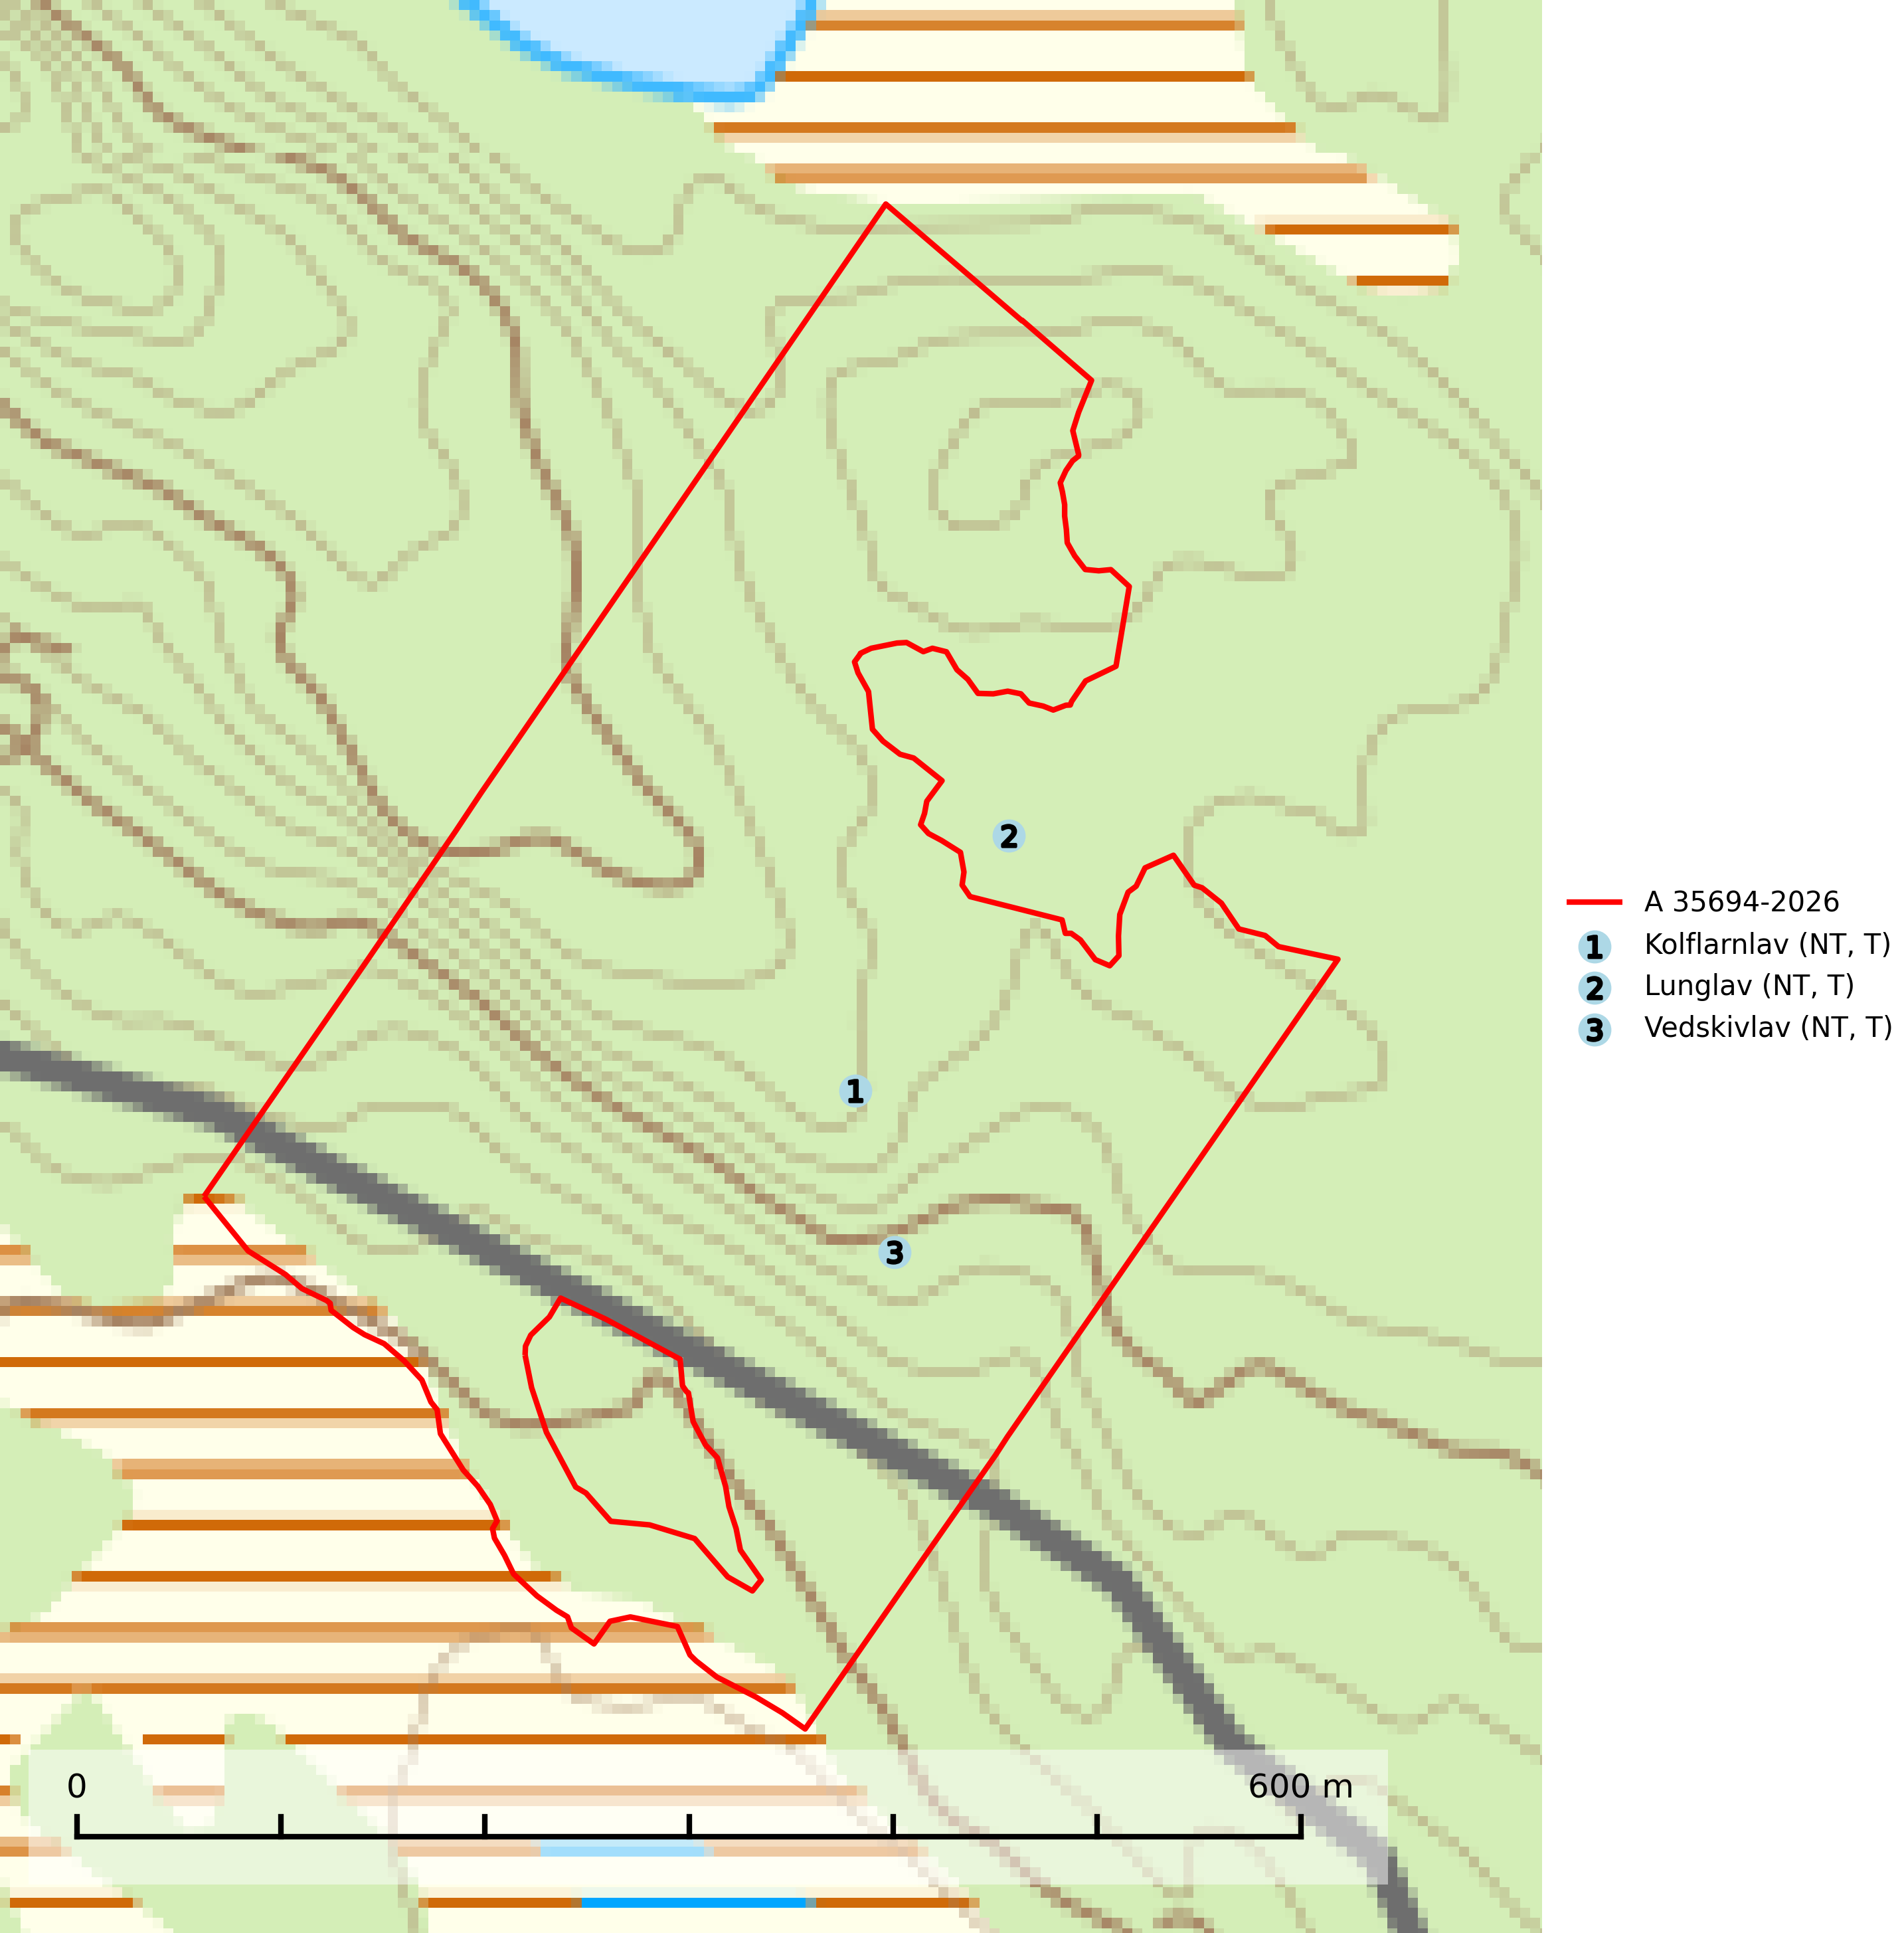 2
1
3
A 35694-2026
1 Kolflarnlav (NT, T)
2 Lunglav (NT, T)
3 Vedskivlav (NT, T)
0 600 m